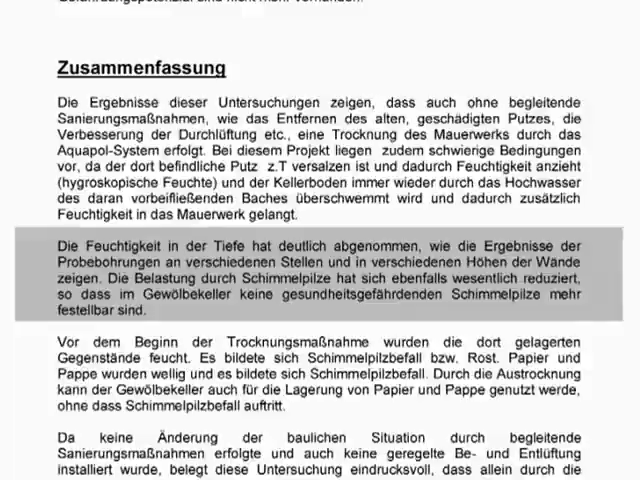 Zusammenfassung
Die Ergebnisse dieser Untersuchungen zeigen, dass auch ohne begleitende
Sanierungsmaßnahmen, wie das Entfernen des alten, geschädigten Putzes, die
Verbesserung der Durchlüftung etc., eine Trocknung des Mauerwerks durch das
Aquapol-System erfolgt. Bei diesem Projekt liegen zudem schwierige Bedingungen
vor, da der dort befindliche Putz z.T versalzen ist und dadurch Feuchtigkeit anzieht
(hygroskopische Feuchte) und der Kellerboden immer wieder durch das Hochwasser
des daran vorbeifließenden Baches überschwemmt wird und dadurch zusätzlich
Feuchtigkeit in das Mauerwerk gelangt.
Die Feuchtigkeit in der Tiefe hat deutlich abgenommen, wie die Ergebnisse der
Probebohrungen an verschiedenen Stellen und in verschiedenen Höhen der Wände
zeigen. Die Belastung durch Schimmelpilze hat sich ebenfalls wesentlich reduziert,
so dass im Gewölbekeller keine gesundheitsgefährdenden Schimmelpilze mehr
festellbar sind.
Vor dem Beginn der Trocknungsmaßnahme wurden die dort gelagerten
Gegenstände feucht. Es bildete sich Schimmelpilzbefall bzw. Rost. Papier und
Pappe wurden wellig und es bildete sich Schimmelpilzbefall. Durch die Austrocknung
kann der Gewölbekeller auch für die Lagerung von Papier und Pappe genutzt werde,
ohne dass Schimmelpilzbefall auftritt.
Da keine Änderung der baulichen Situation durch begleitende
Sanierungsmaßnahmen erfolgte und auch keine geregelte Be- und Entlüftung
installiert wurde, belegt diese Untersuchung eindrucksvoll, dass allein durch die